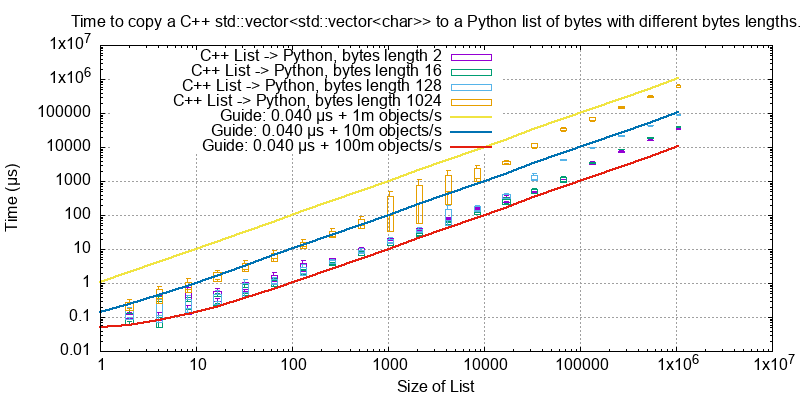 Time to copy a C++ std::vector<std::vector<char>> to a Python list of bytes with different bytes lengths.
1x10⁷
1x10⁶
100000
10000
1000
100
10
1
0.1
0.01
Time (µs)
C++ List -> Python, bytes length 2
C++ List -> Python, bytes length 16
C++ List -> Python, bytes length 128
C++ List -> Python, bytes length 1024
Guide: 0.040 µs + 1m objects/s
Guide: 0.040 µs + 10m objects/s
Guide: 0.040 µs + 100m objects/s
1 10 100 1000 10000 100000 1x10⁶ 1x10⁷
Size of List